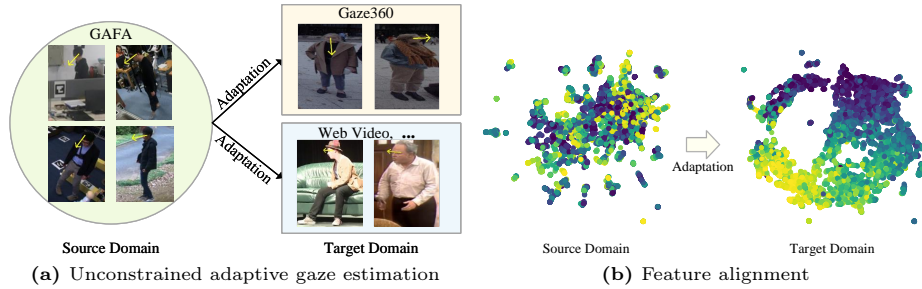 GAFA
Adaptation
Adaptation
Gaze360
Web Video, ...
Source Domain
Target Domain
(a) Unconstrained adaptive gaze estimation
Adaptation
Source Domain
Target Domain
(b) Feature alignment